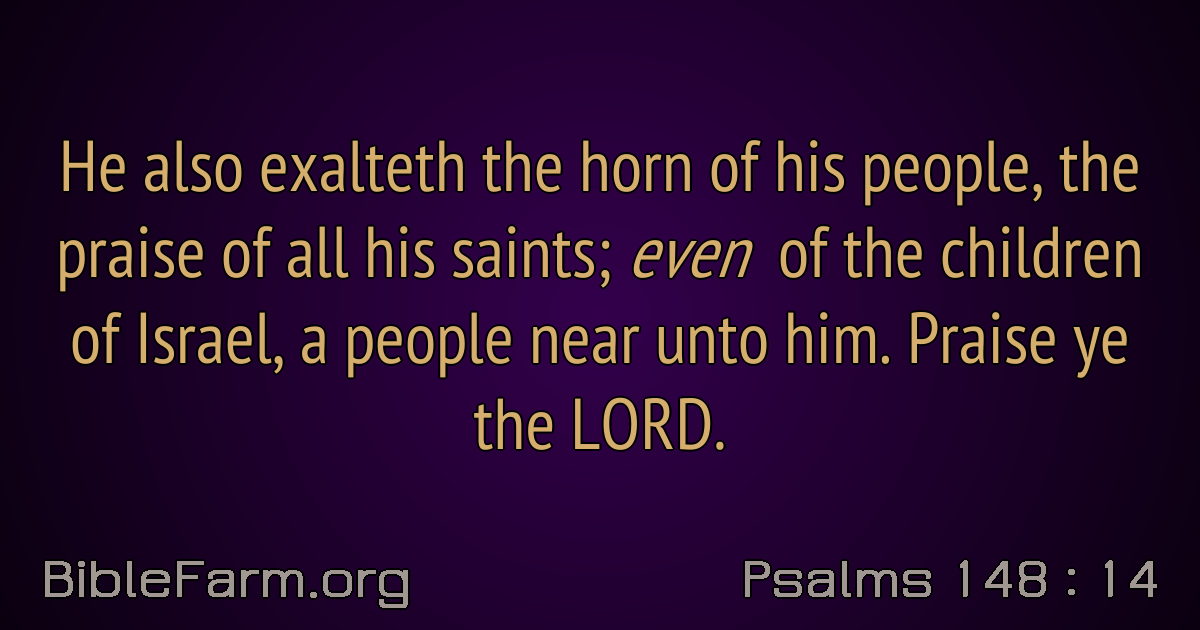 He also exalteth the horn of his people, the
praise of all his saints; even of the children
of Israel, a people near unto him. Praise ye
the LORD.
BibleFarm.org
Psalms 148 : 14